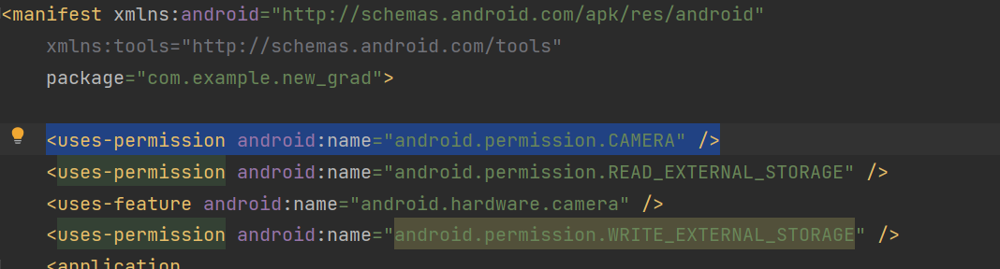 <manifest xmlns:android="http://schemas.android.com/apk/res/android"
xmlns:tools="http://schemas.android.com/tools"
package="com.example.new_grad">
<uses-permission android:name="android.permission.CAMERA" />
<uses-permission android:name="android.permission.READ_EXTERNAL_STORAGE" />
<uses-feature android:name="android.hardware.camera" />
<uses-permission android:name="android.permission.WRITE_EXTERNAL_STORAGE" />
<application